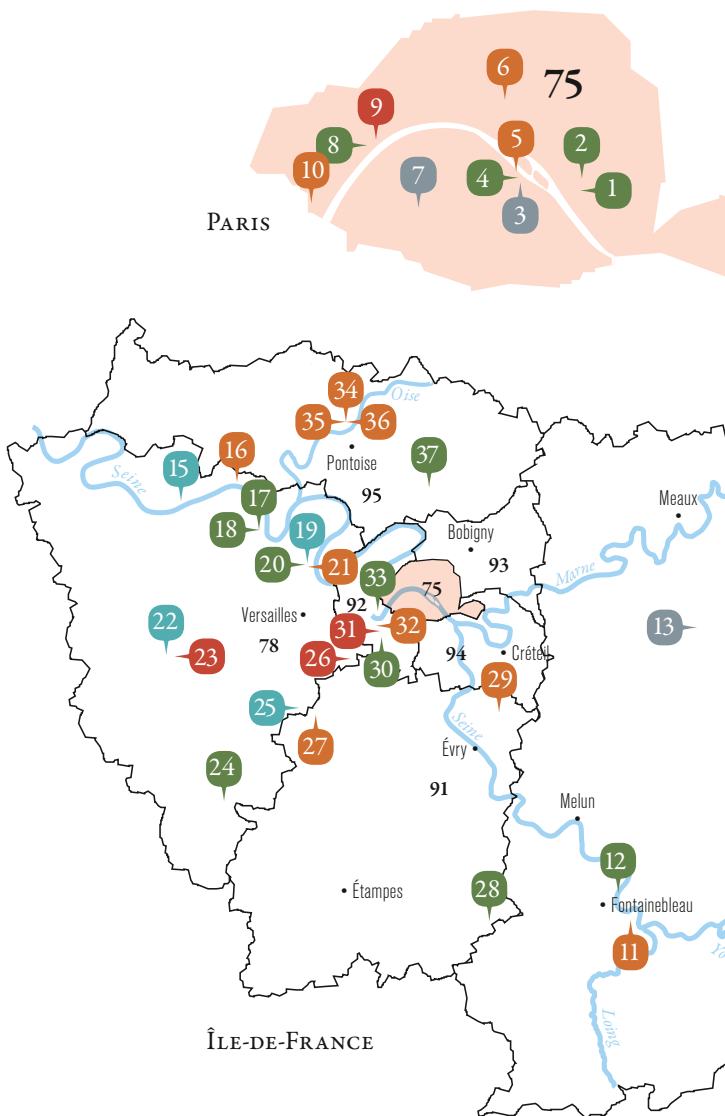 6
75
9
5
8
2
10
7
4
1
3
PARIS
34
Oise
35
36
16
Pontoise
15
37
Seine
95
17
Meaux
18
19
Bobigny
93
20
21
33
Marne
75
92
Versailles
22
31
32
13
78
23
94
Créteil
26
30
29
25
Seine
27
Évry
24
91
Melun
12
28
Étampes
Fontainebleau
11
Yo
Loing
ÎLE-DE-FRANCE